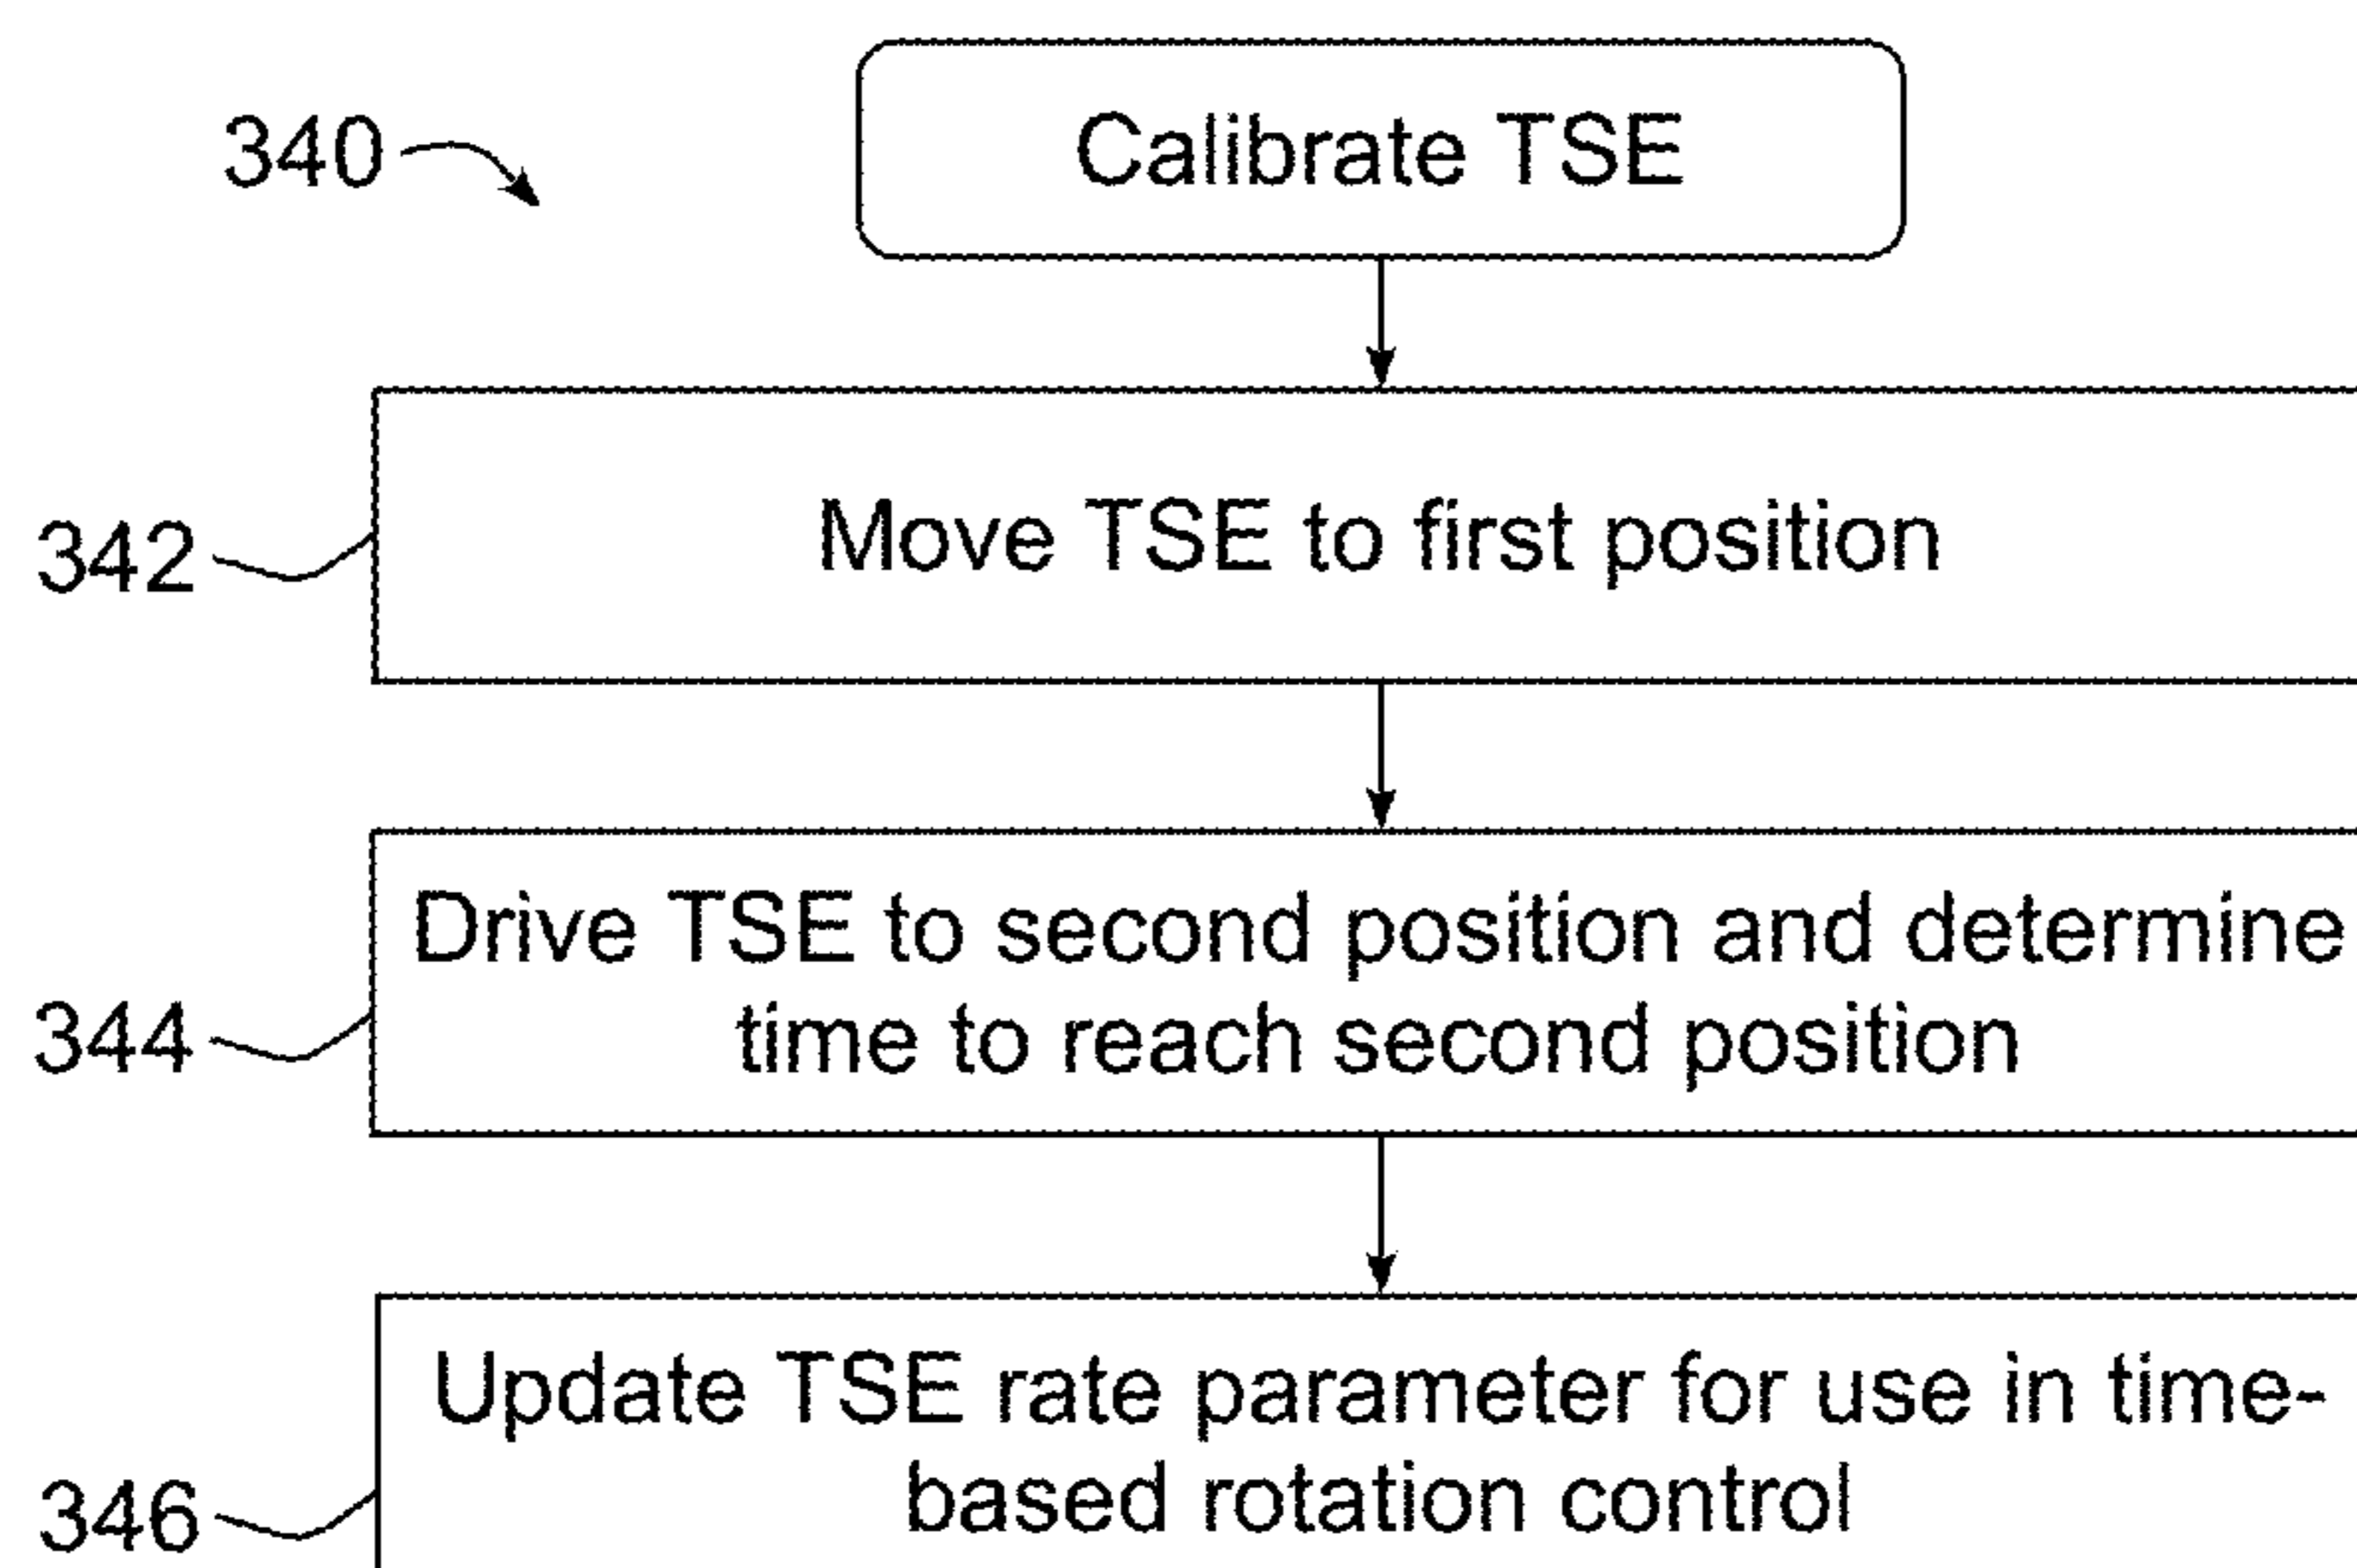 340
Calibrate TSE
342
Move TSE to first position
344
Drive TSE to second position and determine
time to reach second position
346
Update TSE rate parameter for use in time-
based rotation control